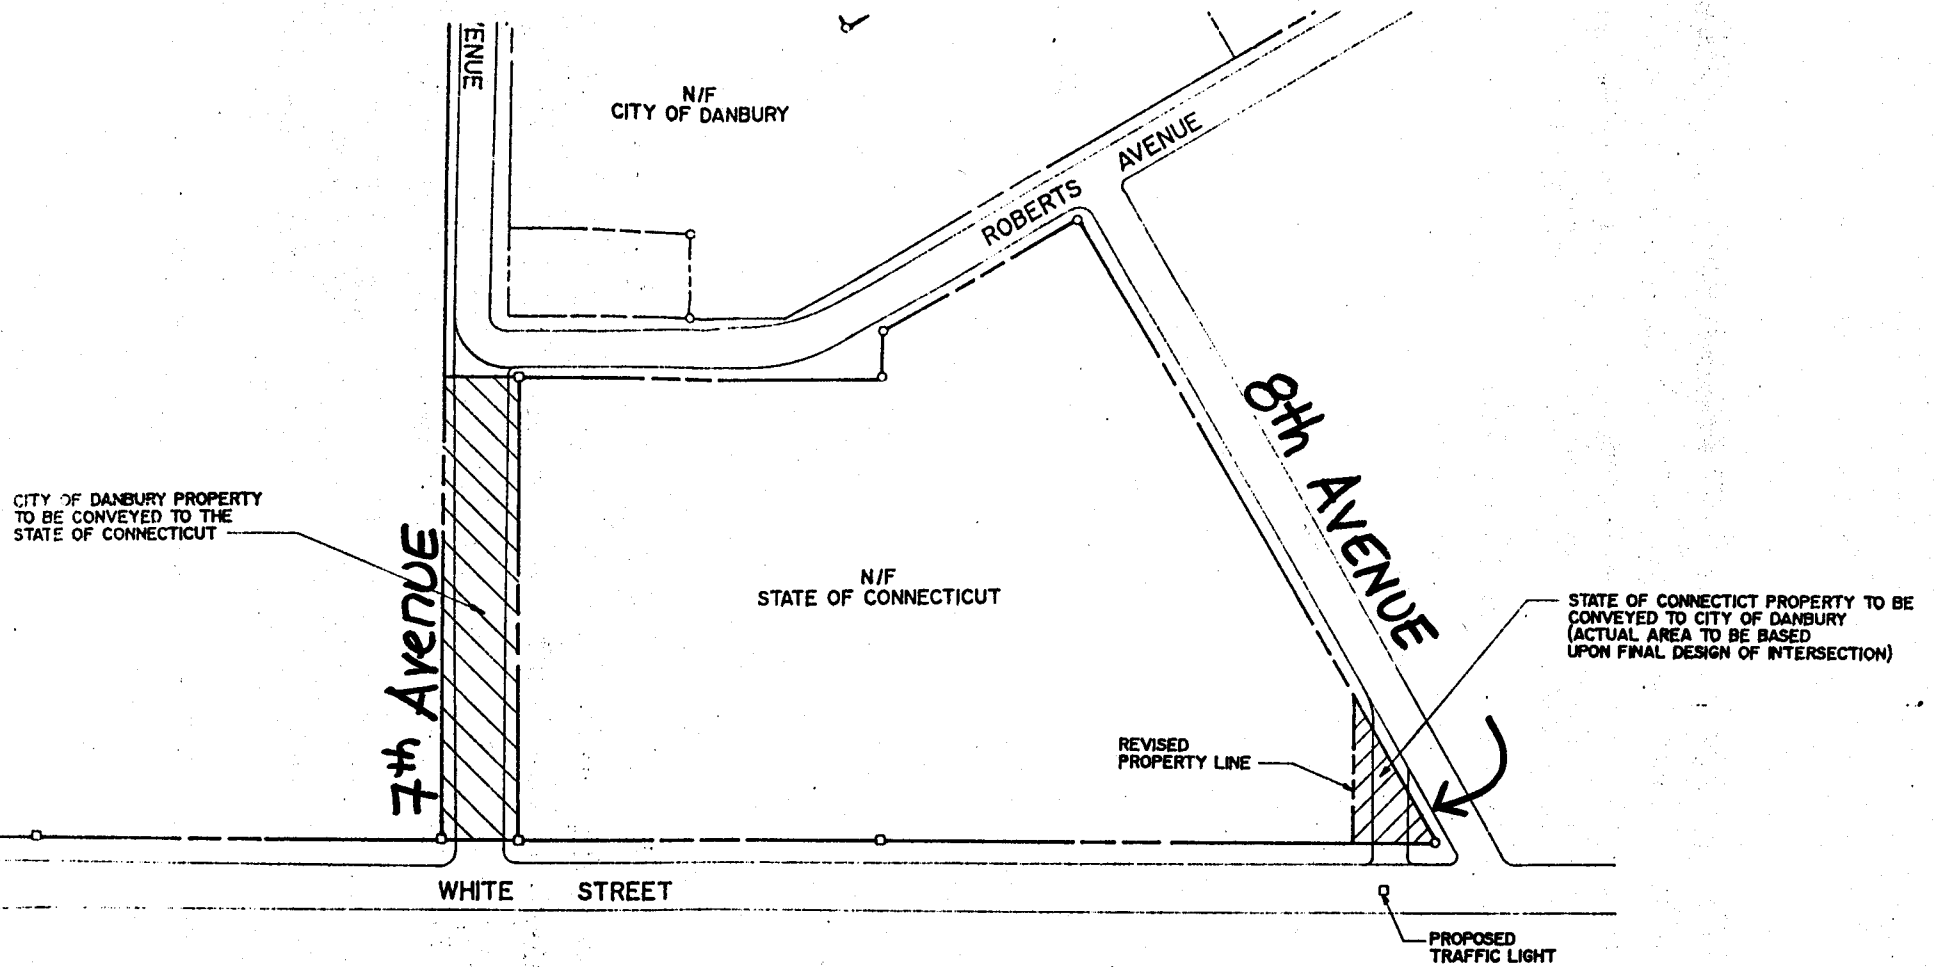 ENUE
N/F
CITY OF DANBURY
ROBERTS AVENUE
8th AVENUE
CITY OF DANBURY PROPERTY
TO BE CONVEYED TO THE
STATE OF CONNECTICUT
7th Avenue
N/F
STATE OF CONNECTICUT
STATE OF CONNECTICT PROPERTY TO BE
CONVEYED TO CITY OF DANBURY
(ACTUAL AREA TO BE BASED
UPON FINAL DESIGN OF INTERSECTION)
REVISED
PROPERTY LINE
WHITE STREET
PROPOSED
TRAFFIC LIGHT